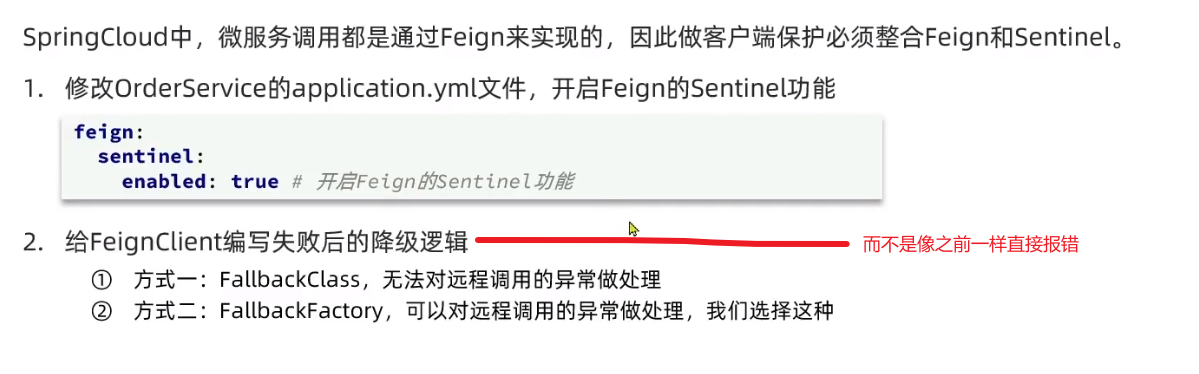 SpringCloud中，微服务调用都是通过Feign来实现的，因此做客户端保护必须整合Feign和Sentinel。
1. 修改OrderService的application.yml文件，开启Feign的Sentinel功能
feign:
sentinel:
enabled: true # 开启Feign的Sentinel功能
2. 给FeignClient编写失败后的降级逻辑 而不是像之前一样直接报错
① 方式一：FallbackClass，无法对远程调用的异常做处理
② 方式二：FallbackFactory，可以对远程调用的异常做处理，我们选择这种